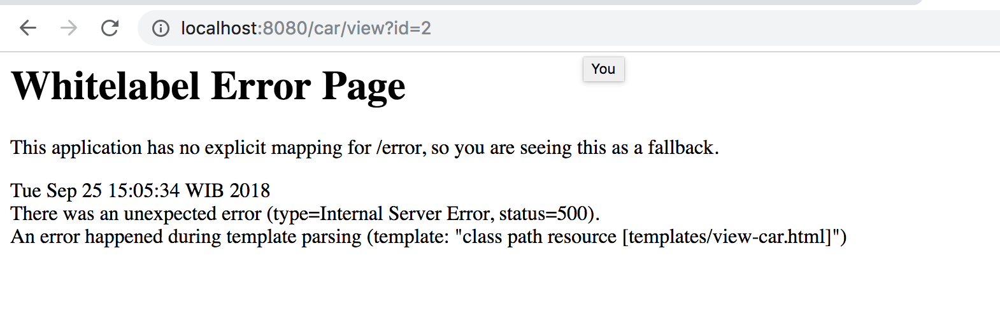 localhost:8080/car/view?id=2
You
Whitelabel Error Page
This application has no explicit mapping for /error, so you are seeing this as a fallback.
Tue Sep 25 15:05:34 WIB 2018
There was an unexpected error (type=Internal Server Error, status=500).
An error happened during template parsing (template: "class path resource [templates/view-car.html]")